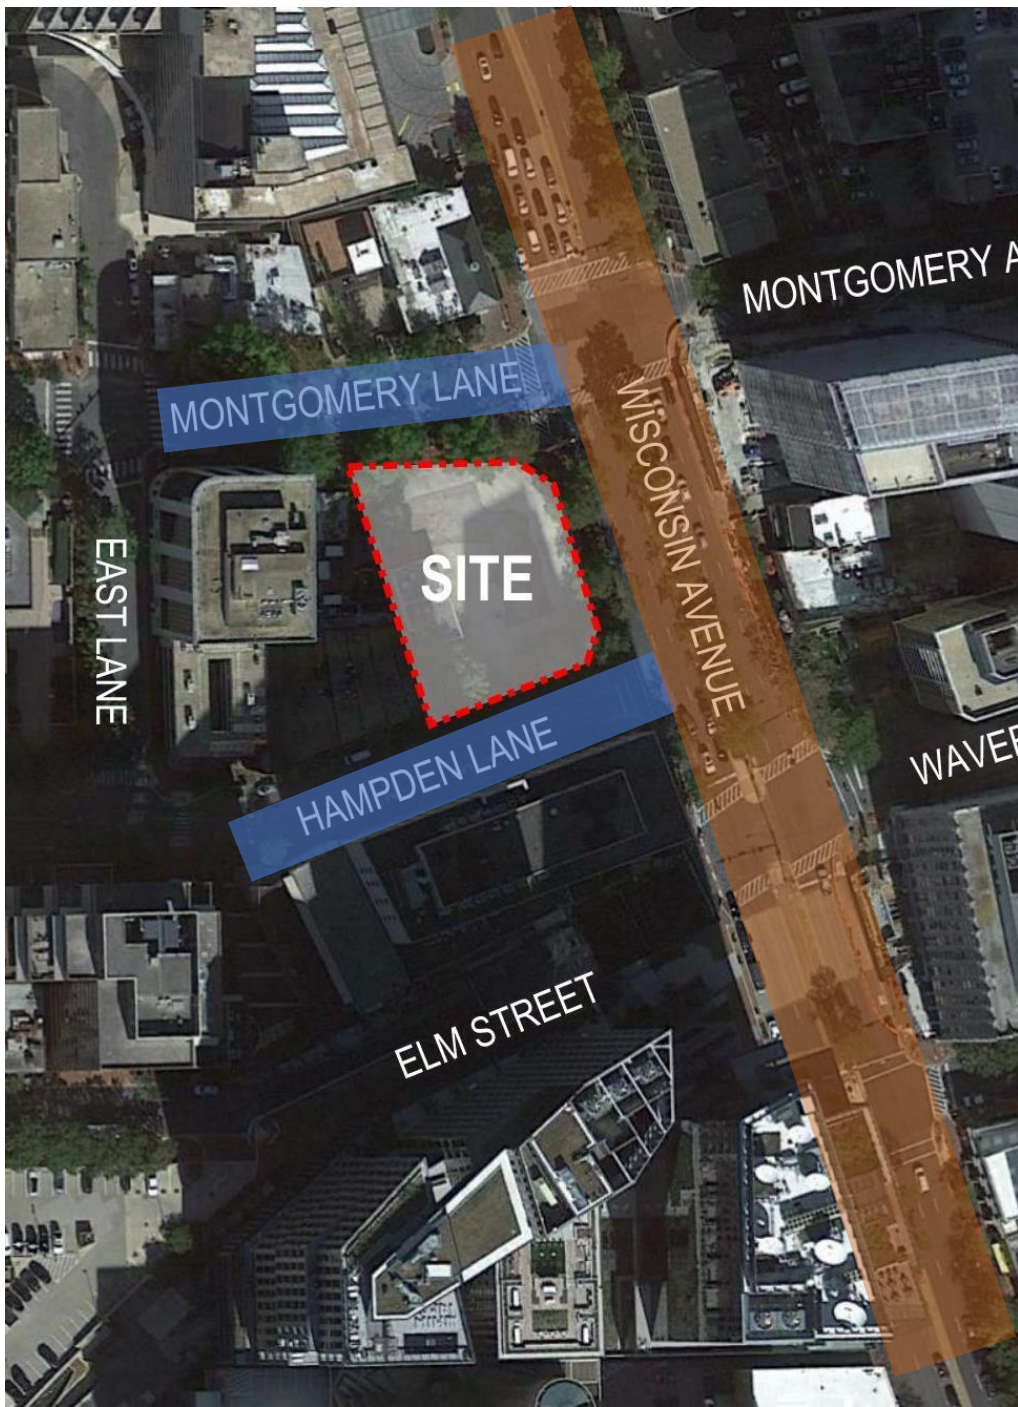 MONTGOMERY A
MONTGOMERY LANE
WISCONSIN AVENUE
SITE
EAST LANE
HAMPDEN LANE
WAVE
ELM STREET